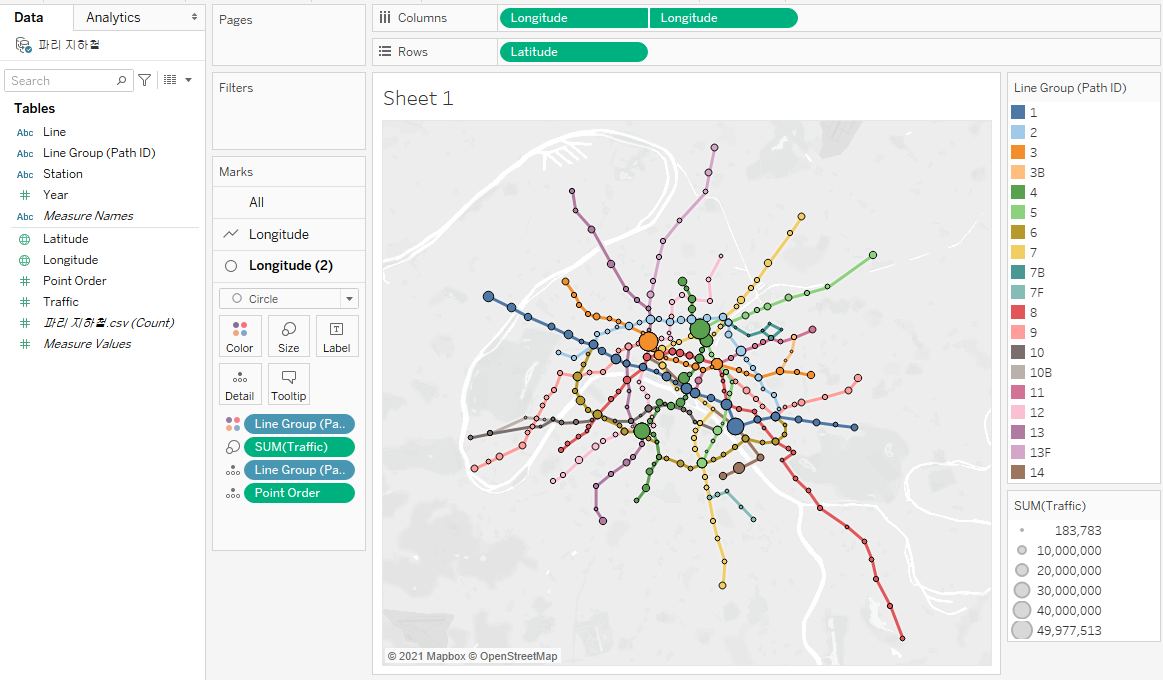 Data
Analytics
파리 지하철
Search
Tables
Abc Line
Abc Line Group (Path ID)
Abc Station
Year
Abc Measure Names
Latitude
Longitude
Point Order
Traffic
파리 지하철.csv (Count)
Measure Values
Pages
Filters
Marks
All
Longitude
Longitude (2)
Circle
Color
Size
Label
Detail
Tooltip
Line Group (Pa..
SUM(Traffic)
Line Group (Pa..
Point Order
Columns
Longitude
Longitude
Rows
Latitude
Sheet 1
© 2021 Mapbox © OpenStreetMap
Line Group (Path ID)
1
2
3
3B
4
5
6
7
7B
7F
8
9
10
10B
11
12
13
13F
14
SUM(Traffic)
183,783
10,000,000
20,000,000
30,000,000
40,000,000
49,977,513